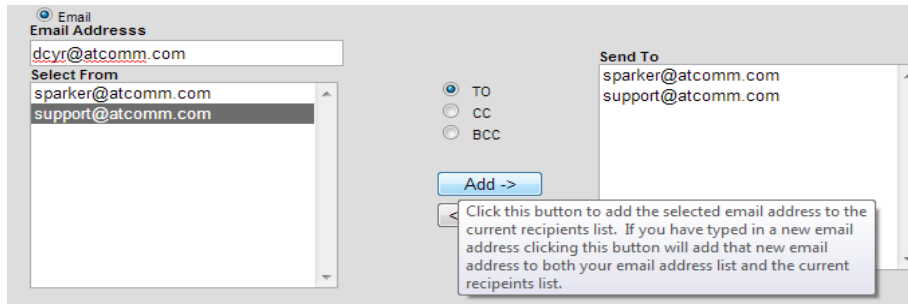 Email
Email Addresss
dcyr@atcomm.com
Select From
sparker@atcomm.com
support@atcomm.com
TO
CC
BCC
Add ->
<
Send To
sparker@atcomm.com
support@atcomm.com
Click this button to add the selected email address to the
current recipients list. If you have typed in a new email
address clicking this button will add that new email
address to both your email address list and the current
recipeints list.